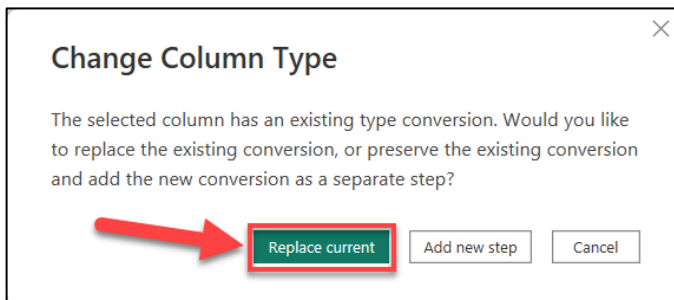 Change Column Type
The selected column has an existing type conversion. Would you like
to replace the existing conversion, or preserve the existing conversion
and add the new conversion as a separate step?
Replace current Add new step Cancel